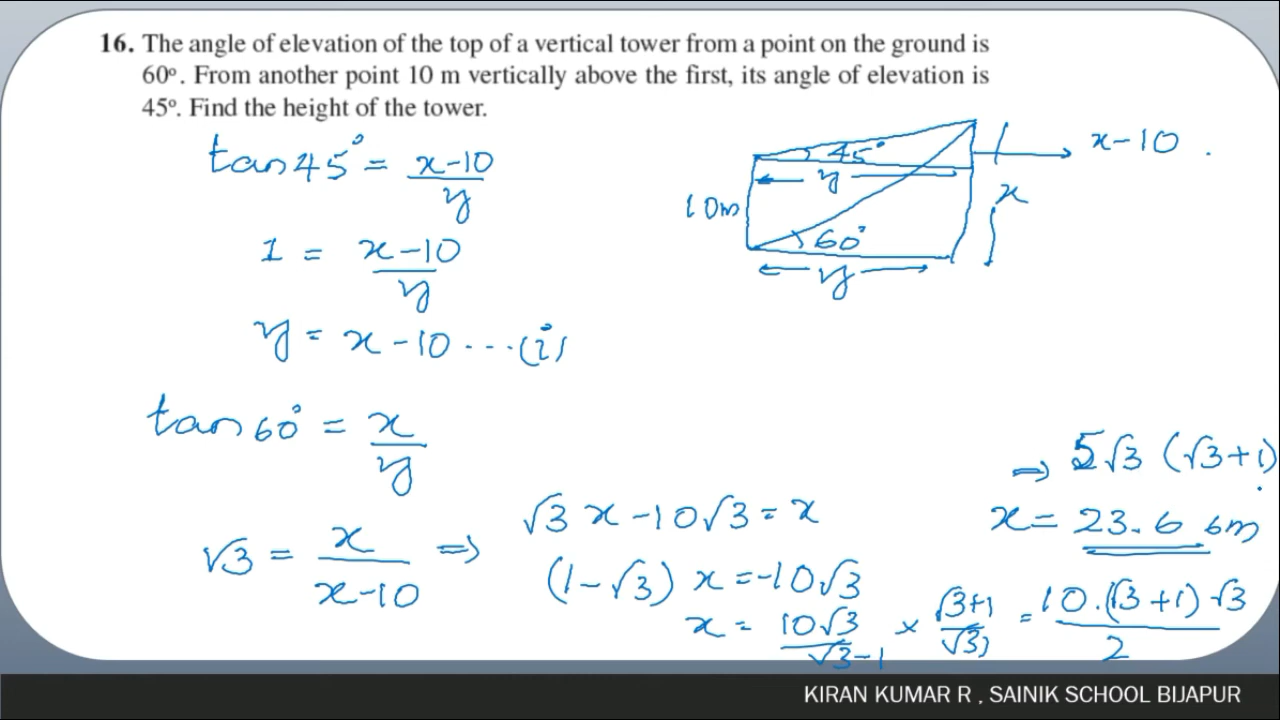 16. The angle of elevation of the top of a vertical tower from a point on the ground is
60°. From another point 10 m vertically above the first, its angle of elevation is
45°. Find the height of the tower.
tan 45° = x-10/y
1 = x-10/y
y = x-10 ... (i)
tan 60° = x/y
√3 = x/x-10 ⇒
√3 x - 10√3 = x
(1-√3) x = -10√3
x = 10√3/√3-1 × √3+1/√3) = 10.(√3+1)√3/2
⇒ 5√3 (√3+1)
x = 23.66m
45°
x-10
y
10m
x
60°
y
KIRAN KUMAR R , SAINIK SCHOOL BIJAPUR